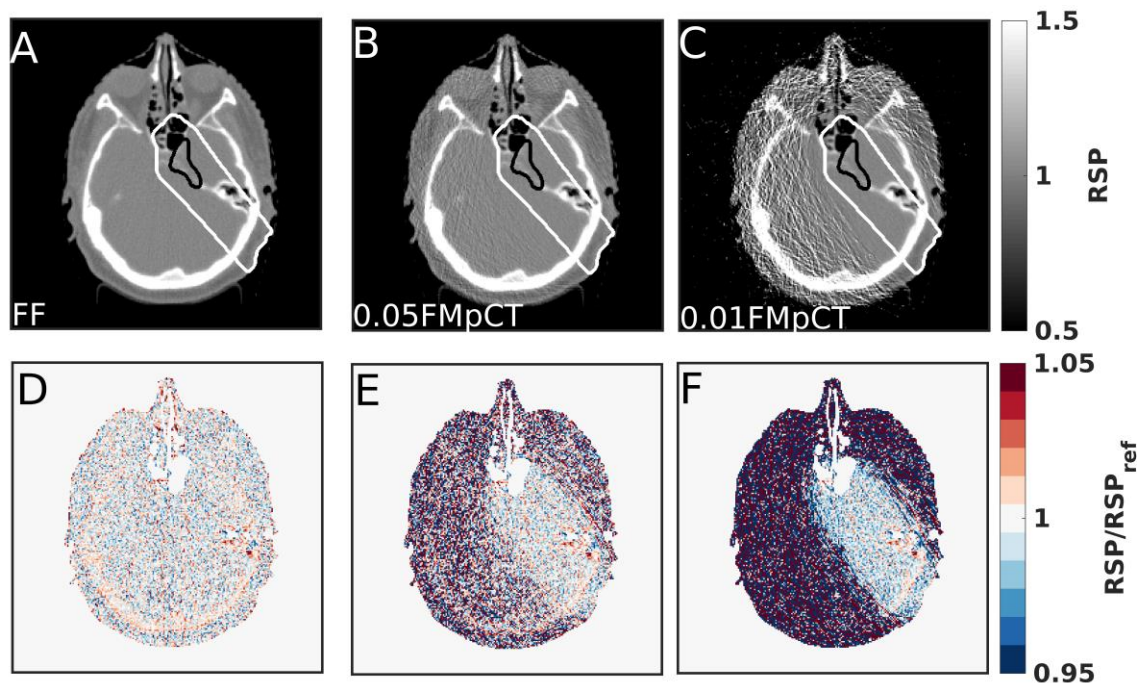 A
B
C
FF
0.05FMpCT
0.01FMpCT
1.5
1
0.5
RSP
D
E
F
1.05
1
0.95
RSP/RSPref